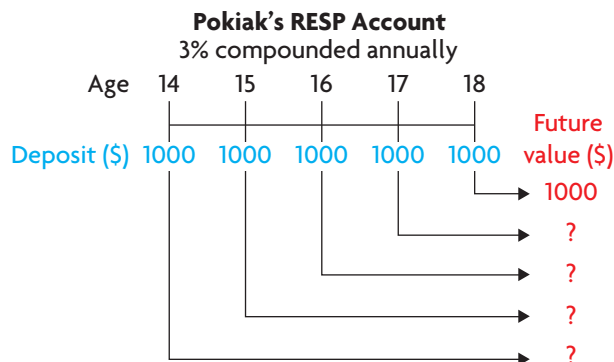 Pokiak's RESP Account
3% compounded annually
Age 14 15 16 17 18
Future
Deposit ($) 1000 1000 1000 1000 1000 value ($)
1000
?
?
?
?